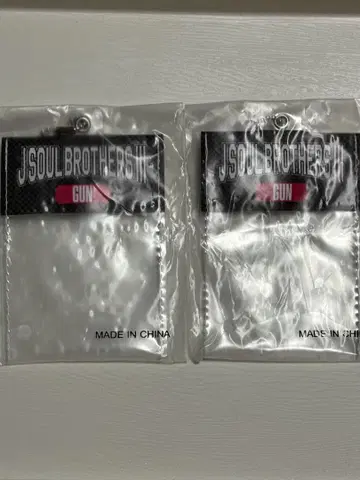 J SOUL BROTHERS III
GUN
MADE IN CHINA
J SOUL BROTHERS III
GUN
MADE IN CHI